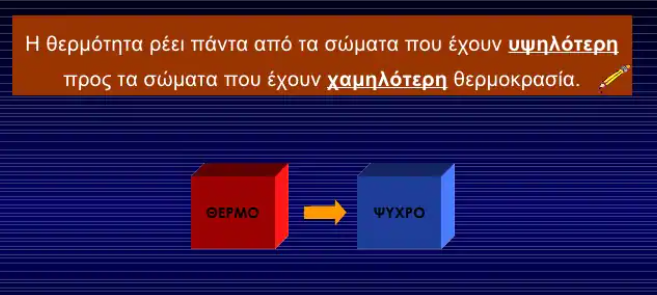 Η θερμότητα ρέει πάντα από τα σώματα που έχουν υψηλότερη
προς τα σώματα που έχουν χαμηλότερη θερμοκρασία.
ΘΕΡΜΟ
ΨΥΧΡΟ